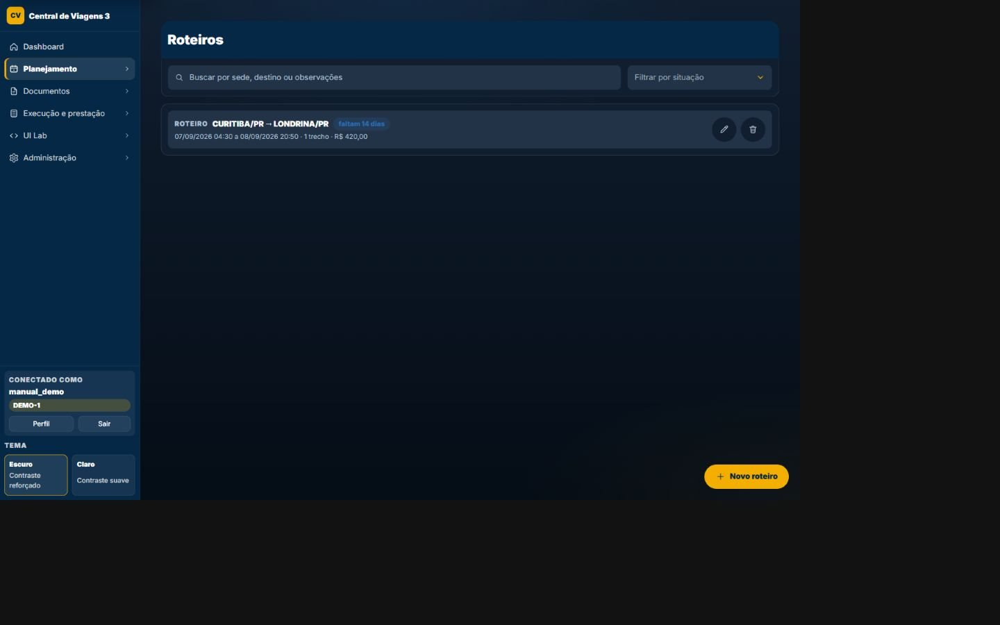 CV Central de Viagens 3
Dashboard
Planejamento
Documentos
Execução e prestação
UI Lab
Administração
CONECTADO COMO
manual_demo
DEMO-1
Perfil
Sair
TEMA
Escuro
Contraste
reforçado
Claro
Contraste suave
Roteiros
Buscar por sede, destino ou observações
Filtrar por situação
ROTEIRO CURITIBA/PR → LONDRINA/PR faltam 14 dias
07/09/2026 04:30 a 08/09/2026 20:50 · 1 trecho · R$ 420,00
+ Novo roteiro